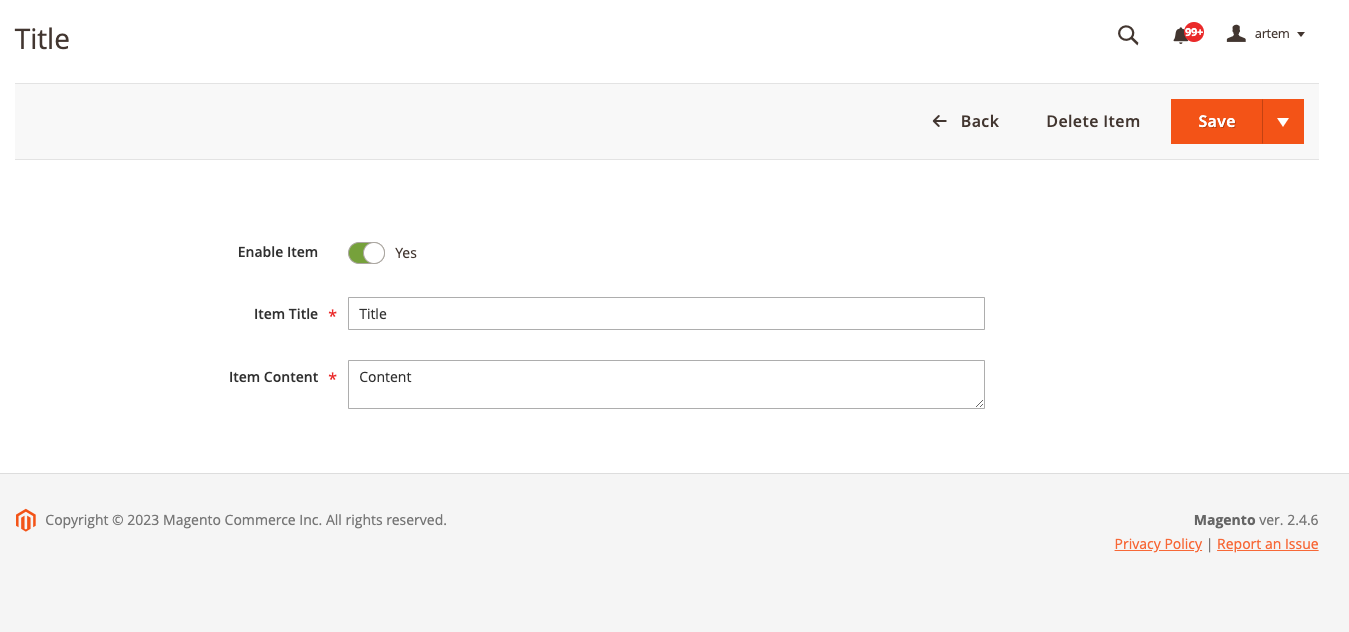 Title
99+
artem
Back
Delete Item
Save
Enable Item
Yes
Item Title *
Title
Item Content *
Content
Copyright © 2023 Magento Commerce Inc. All rights reserved.
Magento ver. 2.4.6
Privacy Policy | Report an Issue